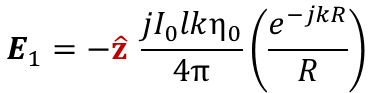 𝑬₁ = −𝐳̂ (jI₀lkη₀ / 4π) (e⁻ʲᵏᴿ / R)